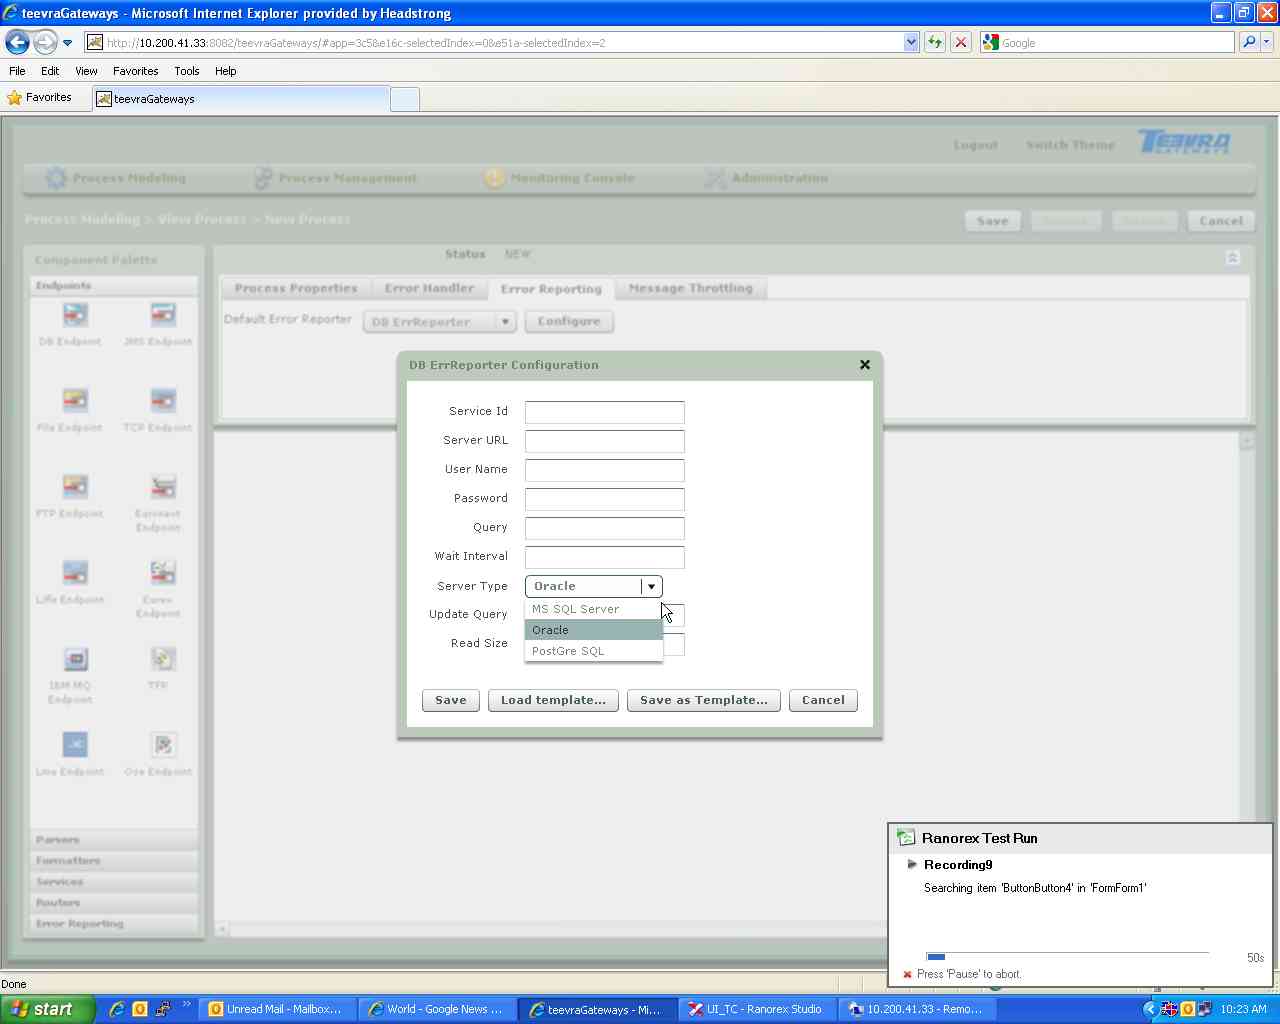 teevraGateways - Microsoft Internet Explorer provided by Headstrong
http://10.200.41.33:8082/teevraGateways/#app=3c58e16c-selectedIndex=0&e51a-selectedIndex=2
Google
File Edit View Favorites Tools Help
Favorites teevraGateways
Logout Switch Theme TEEVRA GATEWAYS
Process Modeling Process Management Monitoring Console Administration
Process Modeling > View Process > New Process Save Cancel
Component Palette Status NEW
Endpoints Process Properties Error Handler Error Reporting Message Throttling
Default Error Reporter DB ErrReporter Configure
DB Endpoint JMS Endpoint
File Endpoint TCP Endpoint
FTP Endpoint Euronext Endpoint
Liffe Endpoint Eurex Endpoint
IBM MQ Endpoint
Lme Endpoint Ose Endpoint
Parsers
Formatters
Services
Routers
Error Reporting
DB ErrReporter Configuration
Service Id
Server URL
User Name
Password
Query
Wait Interval
Server Type Oracle
MS SQL Server
Update Query
Oracle
Read Size
PostGre SQL
Save Load template... Save as Template... Cancel
Ranorex Test Run
Recording9
Searching item 'ButtonButton4' in 'FormForm1'
50s
Press 'Pause' to abort.
Done
start Unread Mail - Mailbox... World - Google News ... teevraGateways - Mi... UI_TC - Ranorex Studio 10.200.41.33 - Remo... 10:23 AM